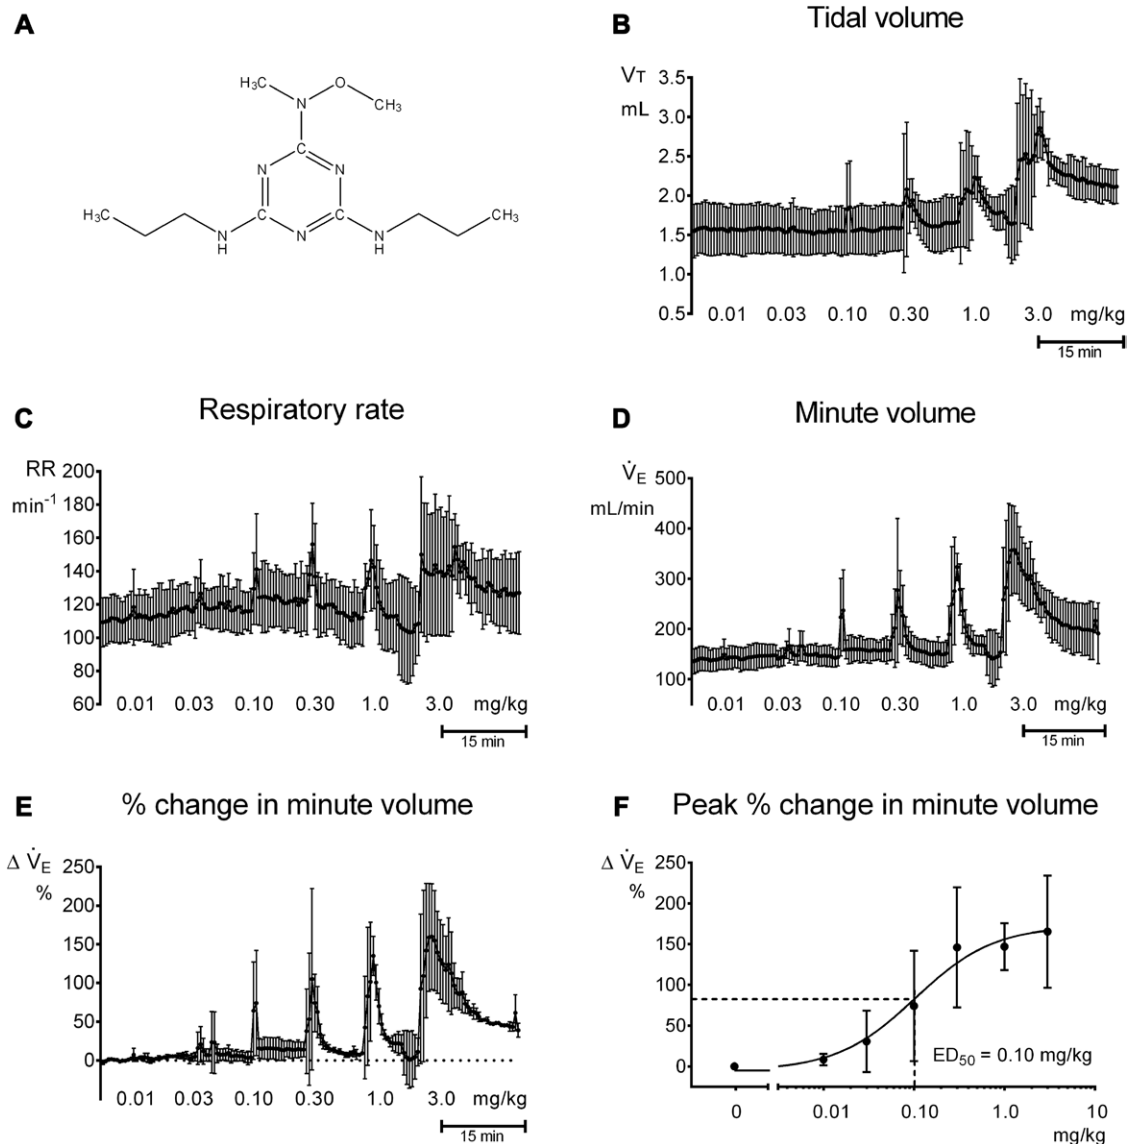 A
H₃C
O
N
CH₃
C
N
N
H₃C
C
C
CH₃
N
N
N
H
H
B
Tidal volume
VT
mL
3.5
3.0
2.5
2.0
1.5
1.0
0.5
0.01 0.03 0.10 0.30 1.0 3.0 mg/kg
15 min
C
Respiratory rate
RR
min⁻¹
200
180
160
140
120
100
80
60
0.01 0.03 0.10 0.30 1.0 3.0 mg/kg
15 min
D
Minute volume
V̇E
mL/min
500
400
300
200
100
0.01 0.03 0.10 0.30 1.0 3.0 mg/kg
15 min
E
% change in minute volume
Δ V̇E
%
250
200
150
100
50
0
0.01 0.03 0.10 0.30 1.0 3.0 mg/kg
15 min
F
Peak % change in minute volume
Δ V̇E
%
250
200
150
100
50
0
ED₅₀ = 0.10 mg/kg
0 0.01 0.10 1.0 10
mg/kg